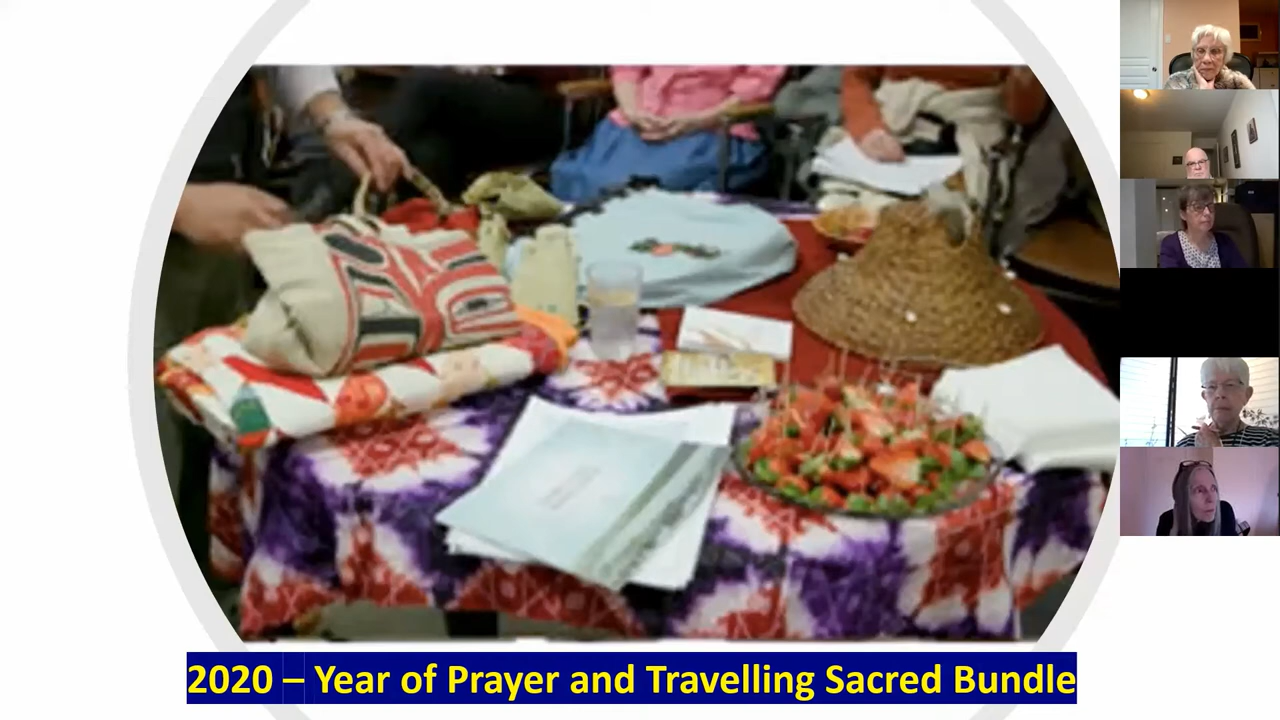 2020 – Year of Prayer and Travelling Sacred Bundle